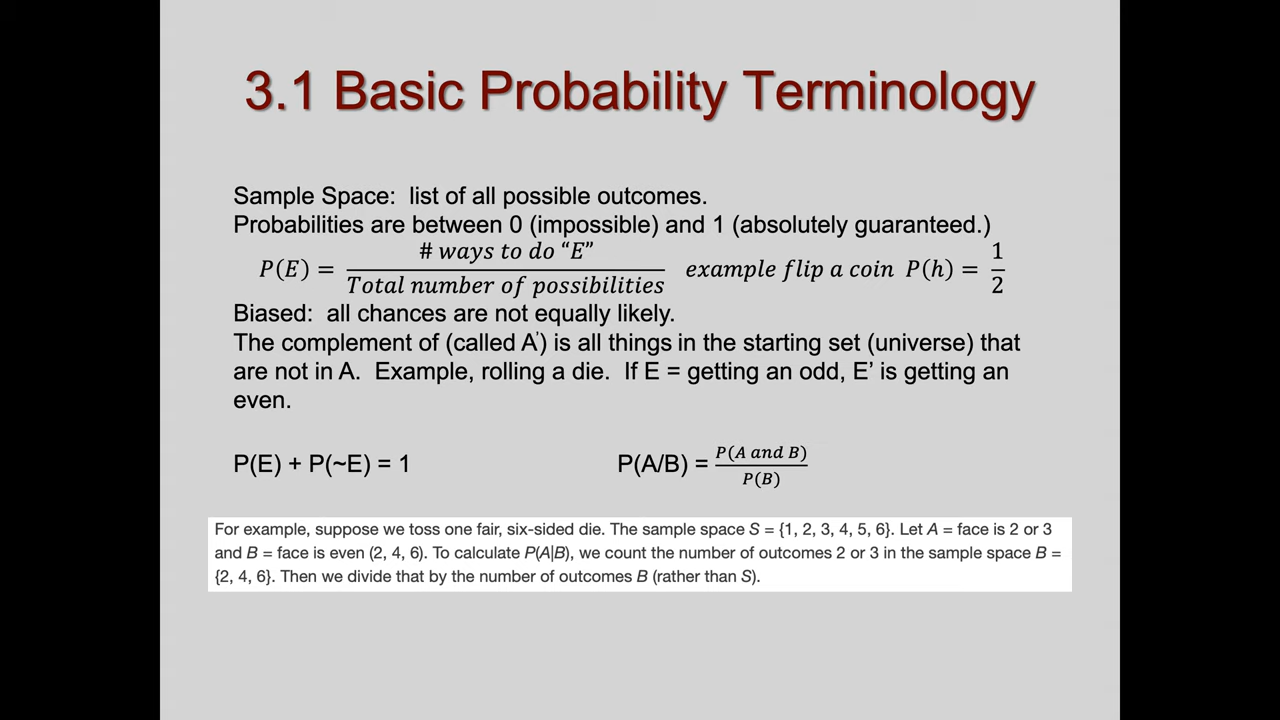 3.1 Basic Probability Terminology
Sample Space:  list of all possible outcomes.
Probabilities are between 0 (impossible) and 1 (absolutely guaranteed.)
P(E) = # ways to do “E” / Total number of possibilities   example flip a coin  P(h) = 1/2
Biased:  all chances are not equally likely.
The complement of (called A’) is all things in the starting set (universe) that
are not in A.  Example, rolling a die.  If E = getting an odd, E’ is getting an
even.
P(E) + P(~E) = 1   P(A/B) = P(A and B) / P(B)
For example, suppose we toss one fair, six-sided die. The sample space S = {1, 2, 3, 4, 5, 6}. Let A = face is 2 or 3
and B = face is even (2, 4, 6). To calculate P(A|B), we count the number of outcomes 2 or 3 in the sample space B =
{2, 4, 6}. Then we divide that by the number of outcomes B (rather than S).